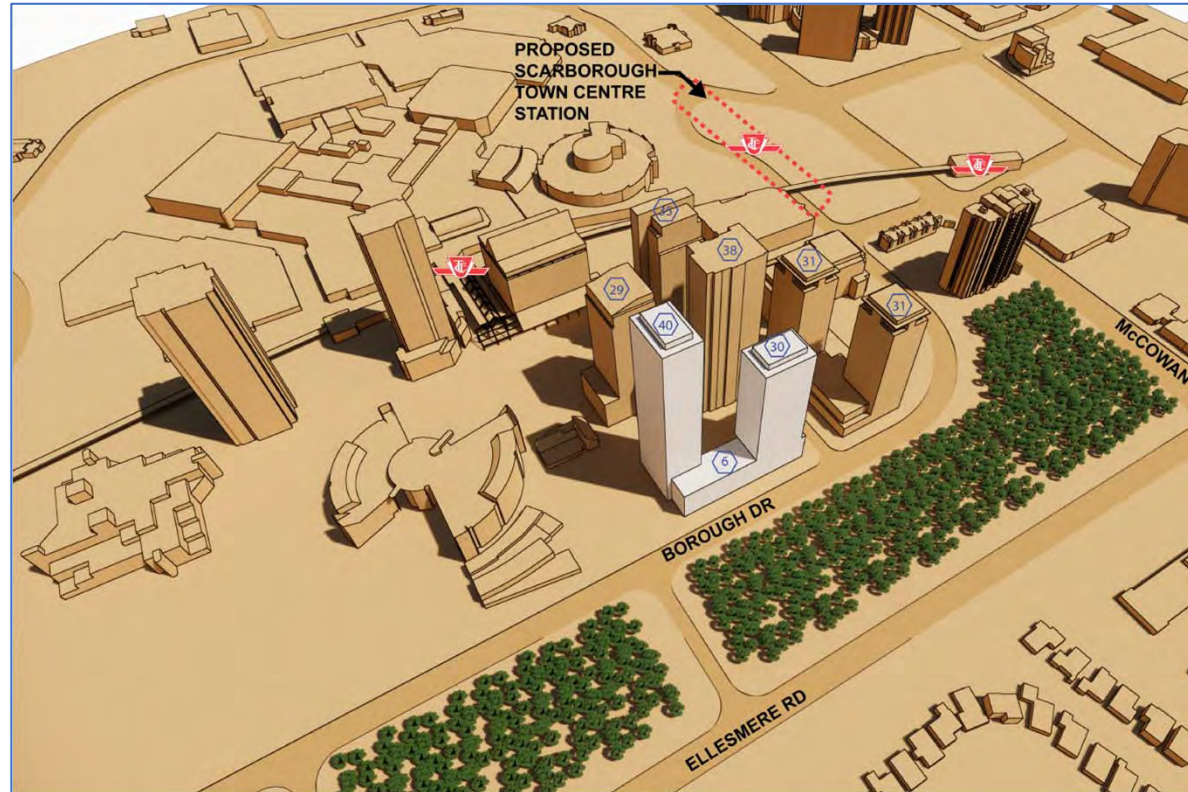 PROPOSED
SCARBOROUGH
TOWN CENTRE
STATION
35
38
31
29
31
40
30
6
McCOWAN
BOROUGH DR
ELLESMERE RD